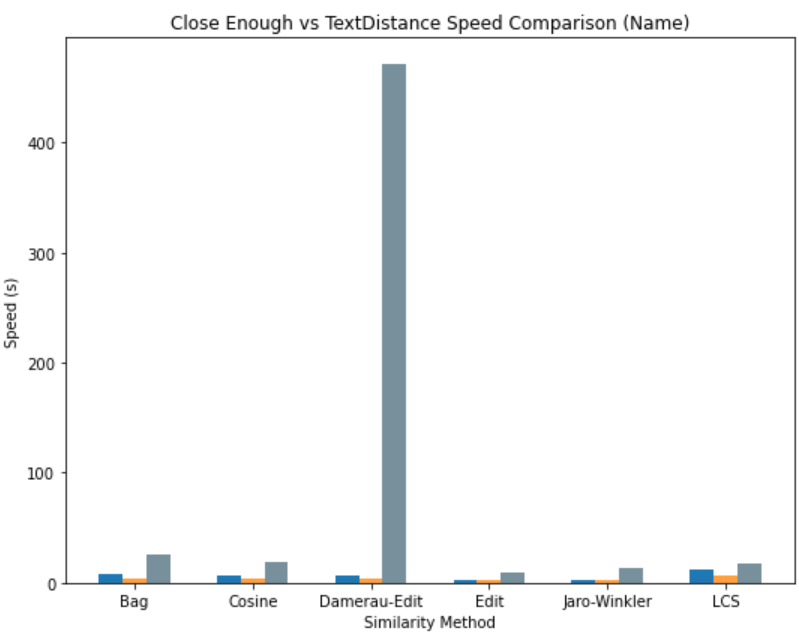 Close Enough vs TextDistance Speed Comparison (Name)
Speed (s)
400
300
200
100
0
Bag Cosine Damerau-Edit Edit Jaro-Winkler LCS
Similarity Method